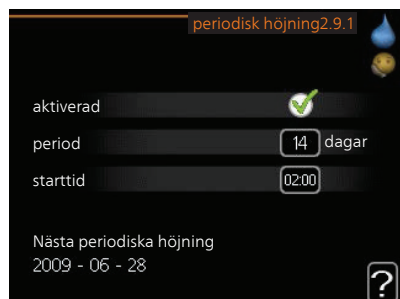 periodisk höjning2.9.1
aktiverad
period 14 dagar
starttid 02:00
Nästa periodiska höjning
2009 - 06 - 28
?